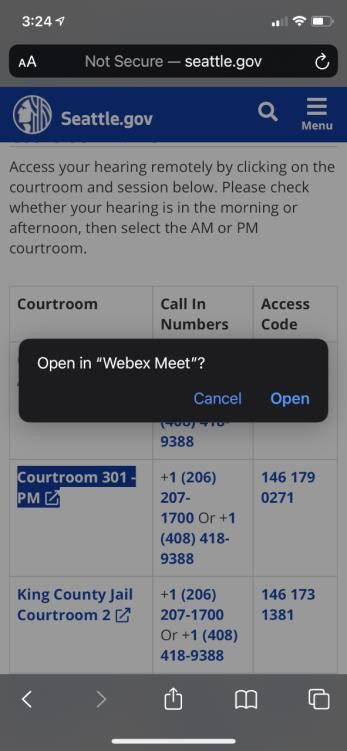 3:24
AA Not Secure — seattle.gov
Seattle.gov
Menu
Access your hearing remotely by clicking on the
courtroom and session below. Please check
whether your hearing is in the morning or
afternoon, then select the AM or PM
courtroom.
Courtroom
Call In
Numbers
Access
Code
Open in “Webex Meet”?
Cancel
Open
(408) 418-
9388
Courtroom 301 -
PM
+1 (206)
207-
1700 Or +1
(408) 418-
9388
146 179
0271
King County Jail
Courtroom 2
+1 (206)
207-1700
Or +1 (408)
418-9388
146 173
1381